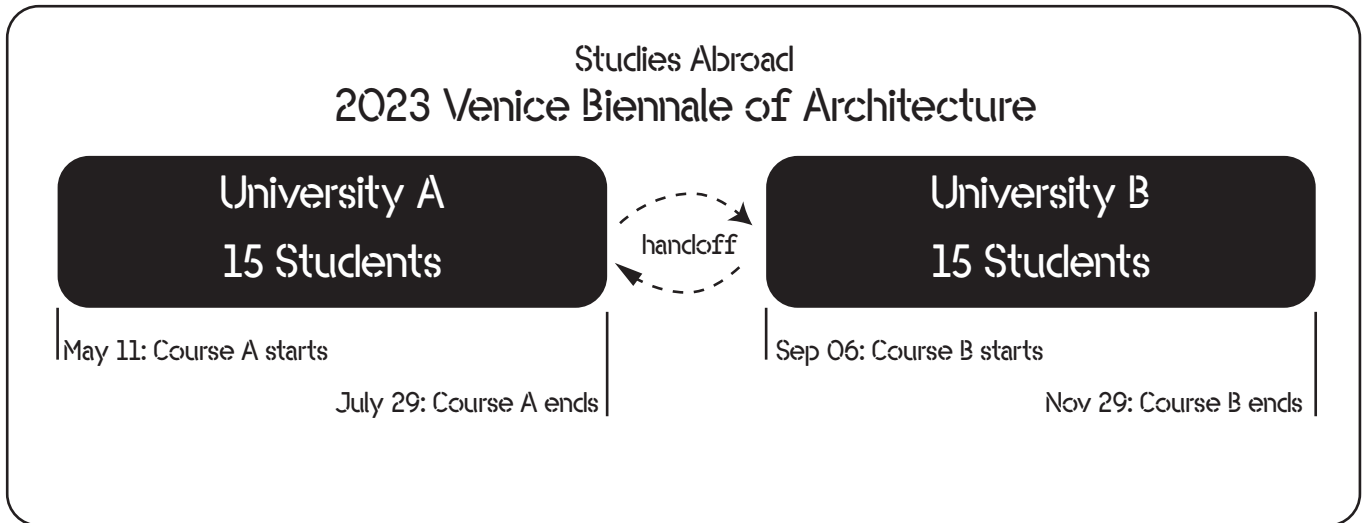 Studies Abroad
2023 Venice Biennale of Architecture
University A
15 Students
handoff
University B
15 Students
May 11: Course A starts
July 29: Course A ends
Sep 06: Course B starts
Nov 29: Course B ends